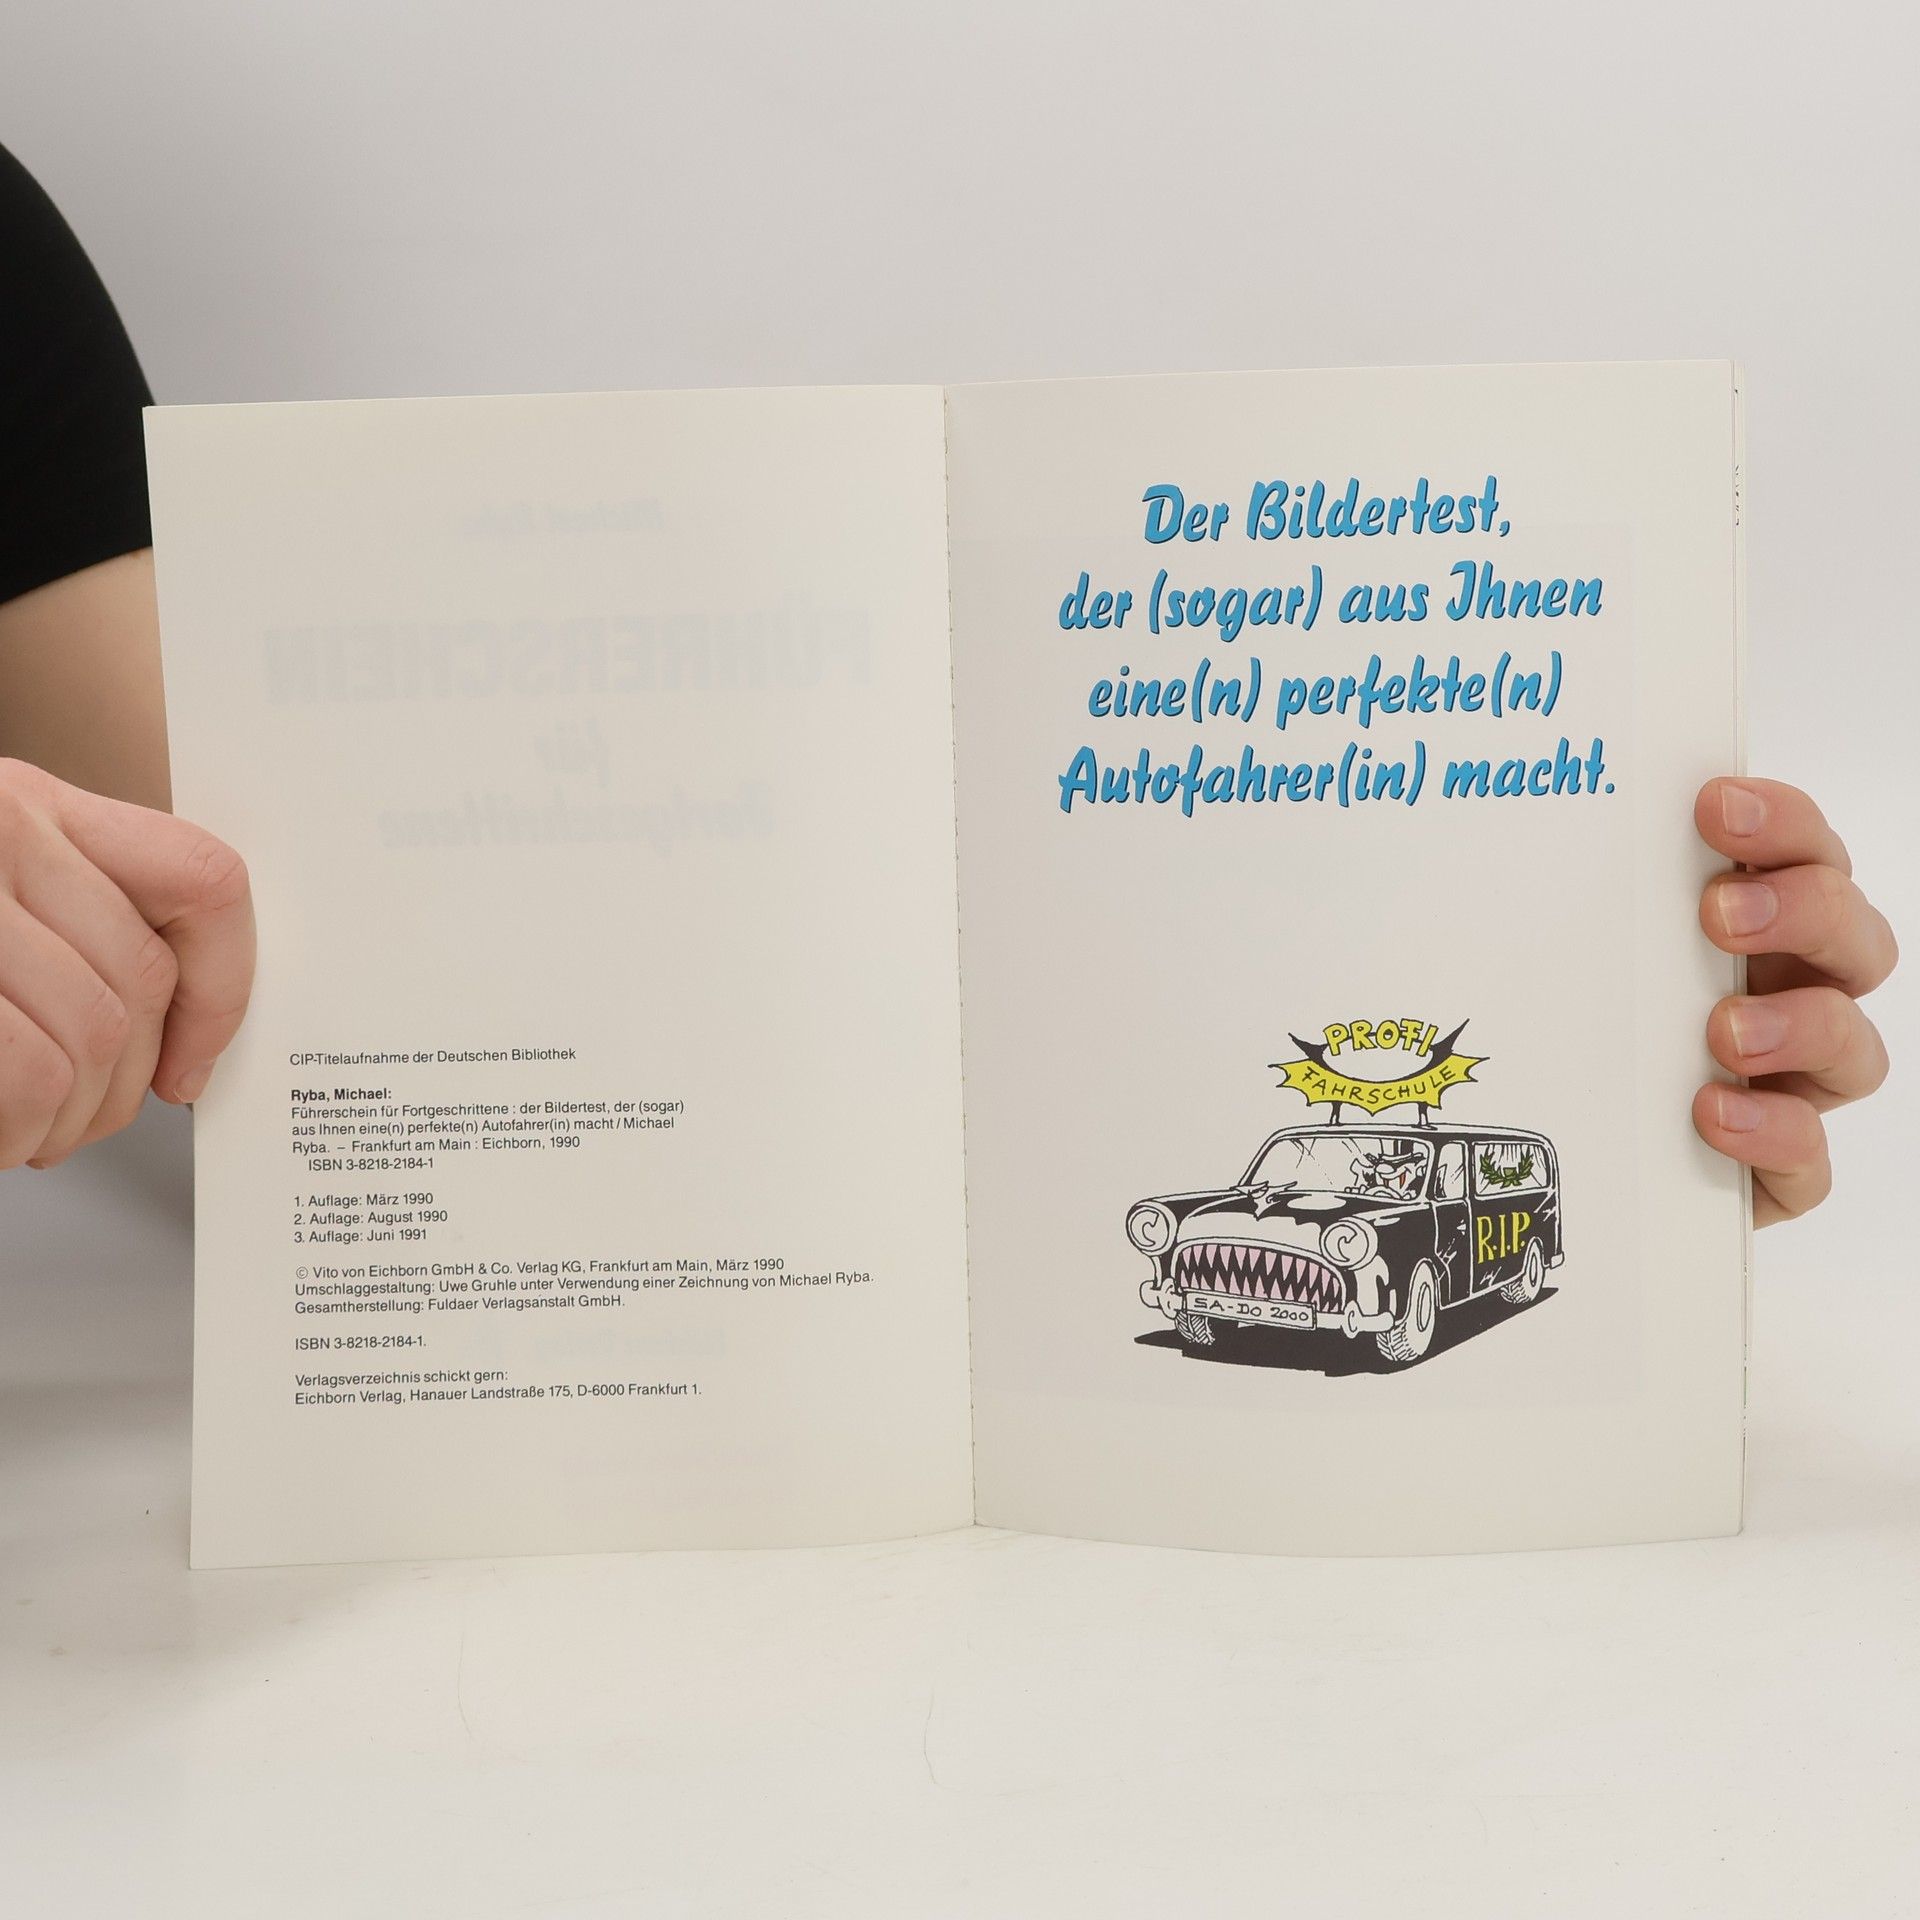 CIP-Titelaufnahme der Deutschen Bibliothek
Ryba, Michael:
Führerschein für Fortgeschrittene : der Bildertest, der (sogar)
aus Ihnen eine(n) perfekte(n) Autofahrer(in) macht / Michael
Ryba. – Frankfurt am Main : Eichborn, 1990
ISBN 3-8218-2184-1
1. Auflage: März 1990
2. Auflage: August 1990
3. Auflage: Juni 1991
© Vito von Eichborn GmbH & Co. Verlag KG, Frankfurt am Main, März 1990
Umschlaggestaltung: Uwe Gruhle unter Verwendung einer Zeichnung von Michael Ryba.
Gesamtherstellung: Fuldaer Verlagsanstalt GmbH.
ISBN 3-8218-2184-1.
Verlagsverzeichnis schickt gern:
Eichborn Verlag, Hanauer Landstraße 175, D-6000 Frankfurt 1.
Der Bildertest,
der (sogar) aus Ihnen
eine(n) perfekte(n)
Autofahrer(in) macht.
PROFI
FAHRSCHULE
R.I.P.
SA-DO 2000